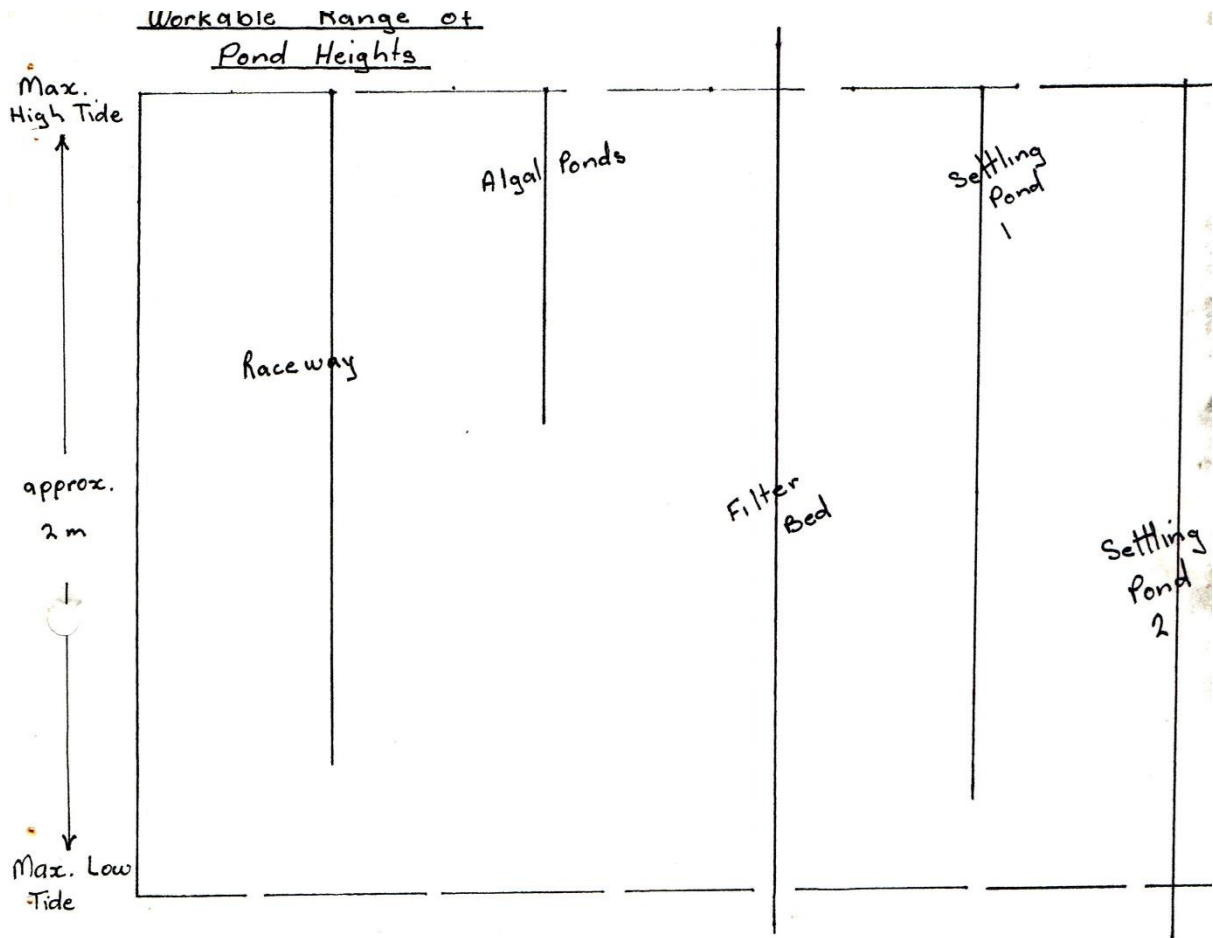 Workable Range of
Pond Heights
Max.
High Tide
Algal Ponds
Settling
Pond
1
Raceway
approx.
2 m
Filter
Bed
Settling
Pond
2
Max. Low
Tide